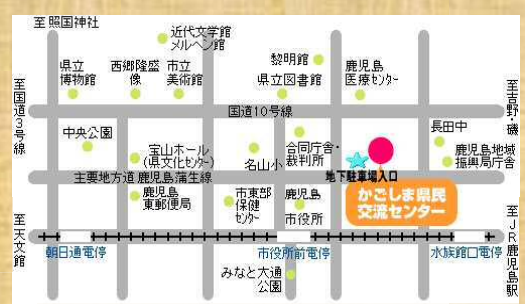 至 照国神社
近代文学館
メルヘン館
黎明館
県立
博物館
西郷隆盛
像
市立
美術館
県立図書館
鹿児島
医療センター
至国道3号線
国道10号線
至吉野・磯
中央公園
宝山ホール
(県文化センター)
名山小
合同庁舎・
裁判所
長田中
鹿児島地域
振興局庁舎
地下駐車場入口
主要地方道 鹿児島蒲生線
かごしま県民
交流センター
鹿児島
東郵便局
市東部
保健
センター
鹿児島
市役所
至天文館
至JR鹿児島駅
朝日通電停
市役所前電停
水族館口電停
みなと大通
公園